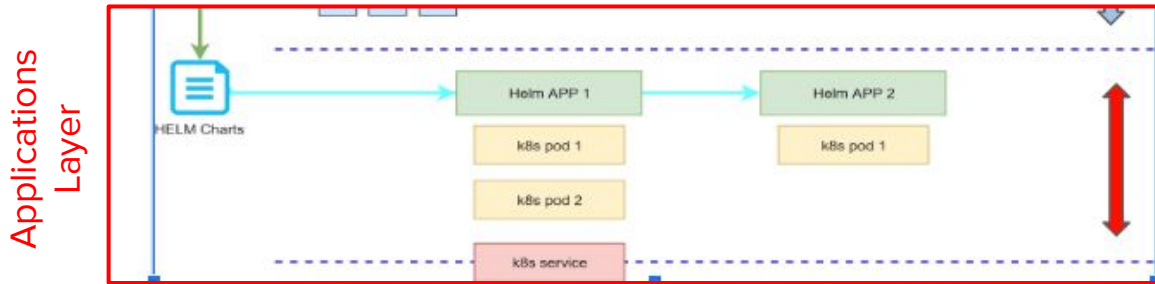 Applications
Layer
HELM Charts
Helm APP 1
Helm APP 2
k8s pod 1
k8s pod 1
k8s pod 2
k8s service